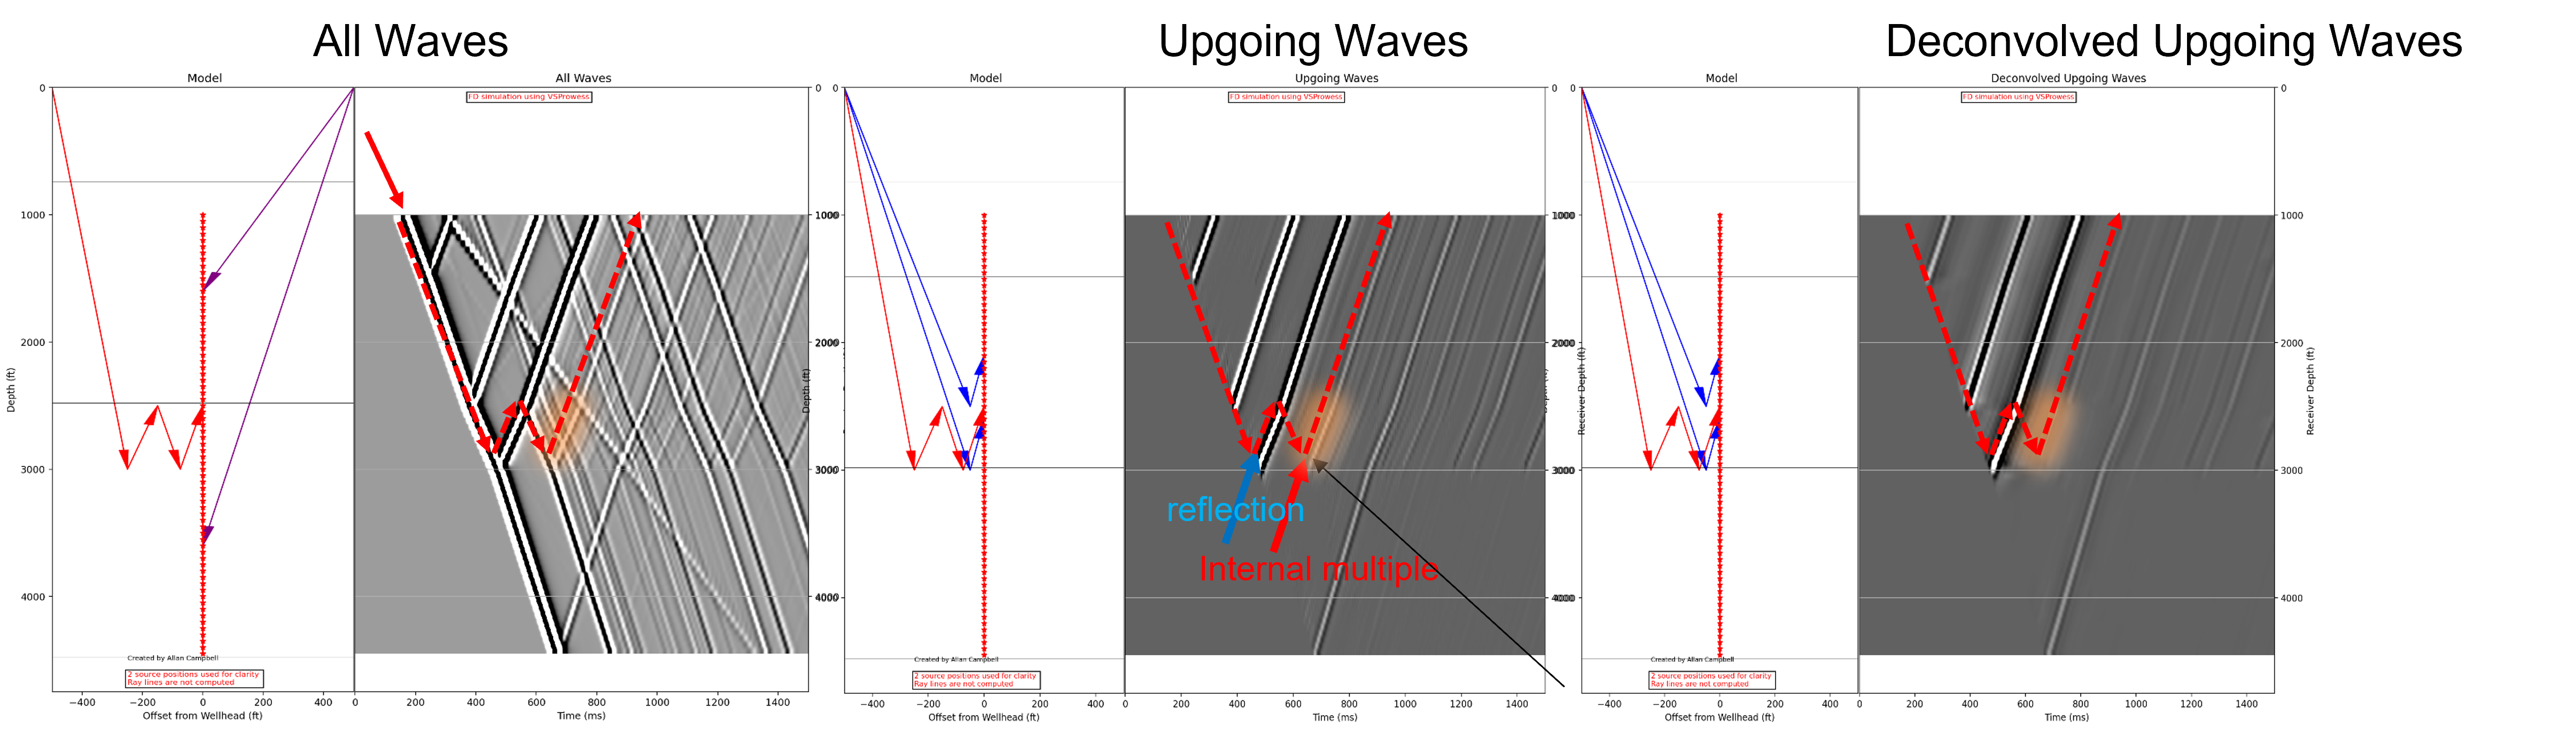 All Waves
Upgoing Waves
Deconvolved Upgoing Waves
Model
All Waves
Model
Upgoing Waves
Model
Deconvolved Upgoing Waves
FD simulation using VSProwess
FD simulation using VSProwess
FD simulation using VSProwess
0
0
0
0
0
0
1000
1000
1000
1000
2000
2000
2000
2000
3000
3000
3000
3000
4000
4000
4000
4000
Depth (ft)
Depth (ft)
Receiver Depth (ft)
Receiver Depth (ft)
reflection
Internal multiple
Created by Allan Campbell
Created by Allan Campbell
Created by Allan Campbell
2 source positions used for clarity
Ray lines are not computed
2 source positions used for clarity
Ray lines are not computed
2 source positions used for clarity
Ray lines are not computed
−400 −200 0 200 400
0 200 400 600 800 1000 1200 1400
−400 −200 0 200 400
0 200 400 600 800 1000 1200 1400
−400 −200 0 200 400
0 200 400 600 800 1000 1200 1400
Offset from Wellhead (ft)
Time (ms)
Offset from Wellhead (ft)
Time (ms)
Offset from Wellhead (ft)
Time (ms)